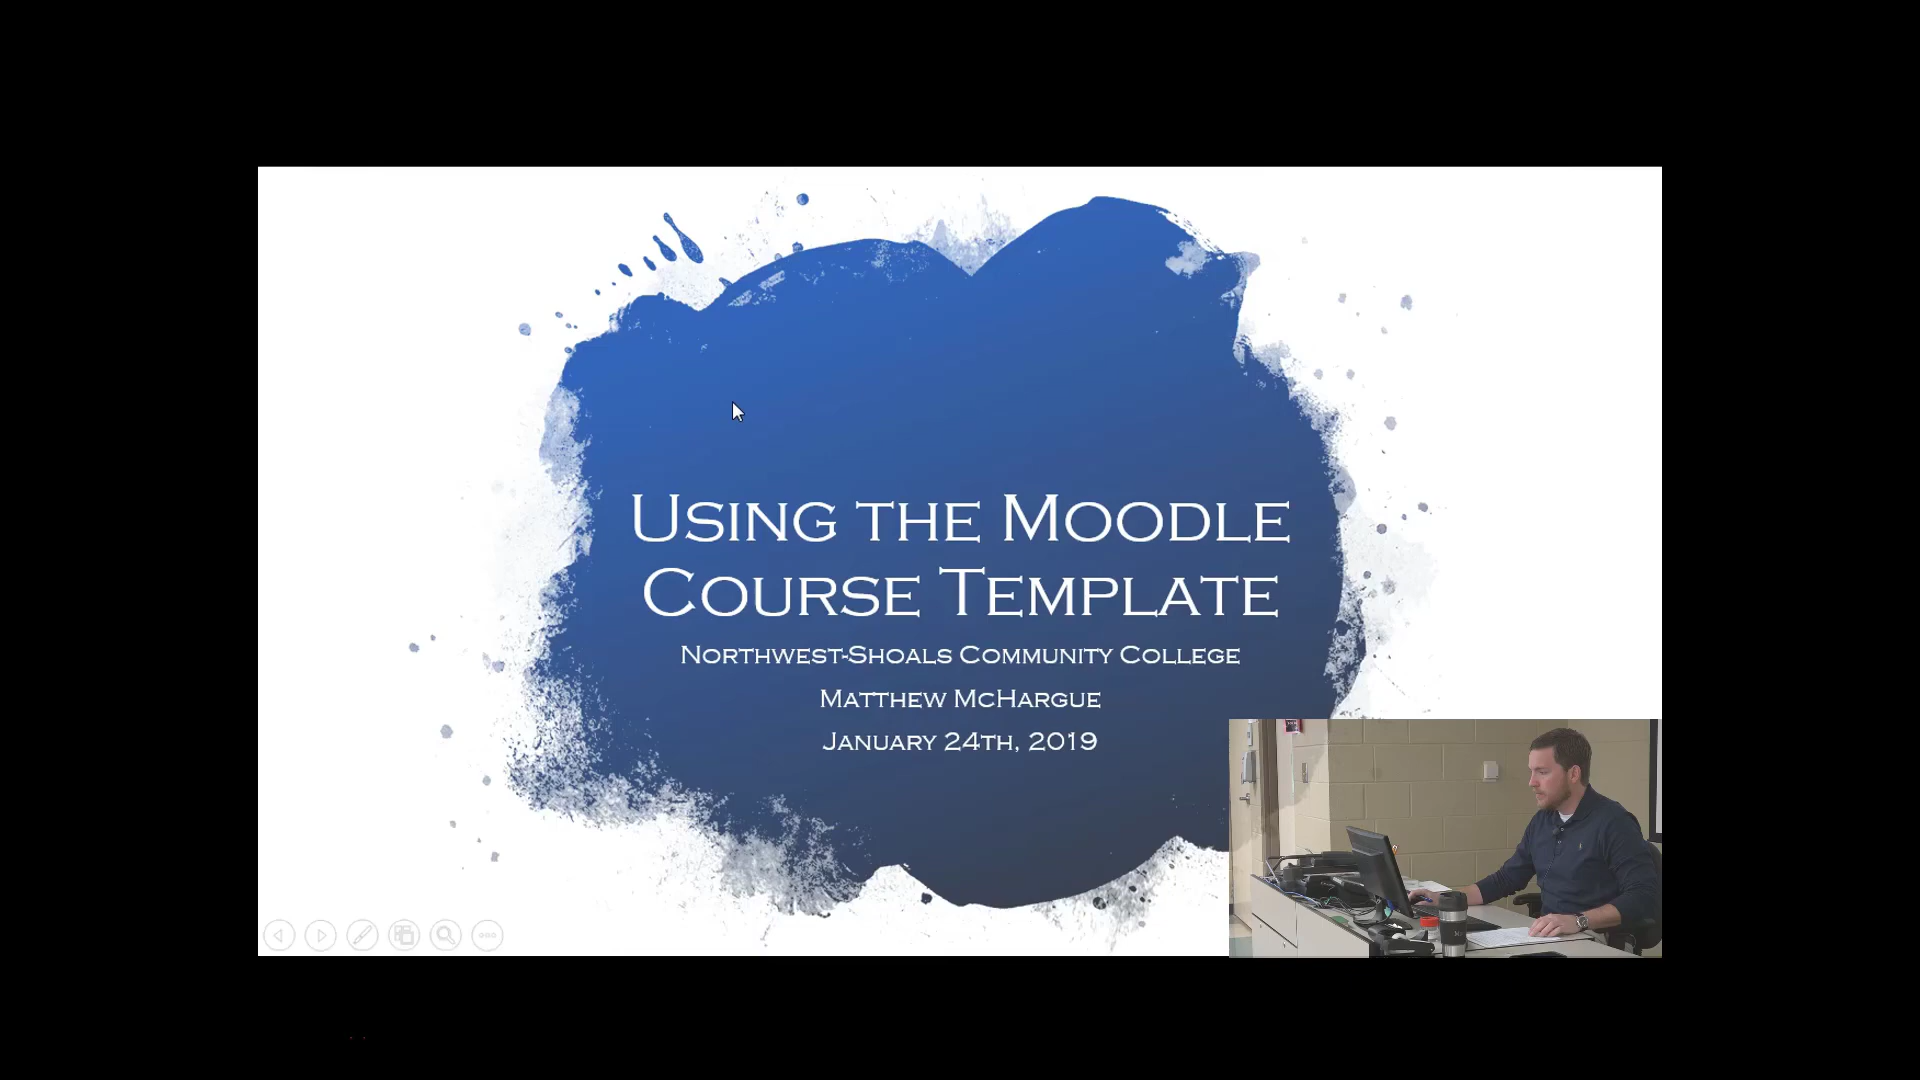 Using the Moodle
Course Template
Northwest-Shoals Community College
Matthew McHargue
January 24th, 2019